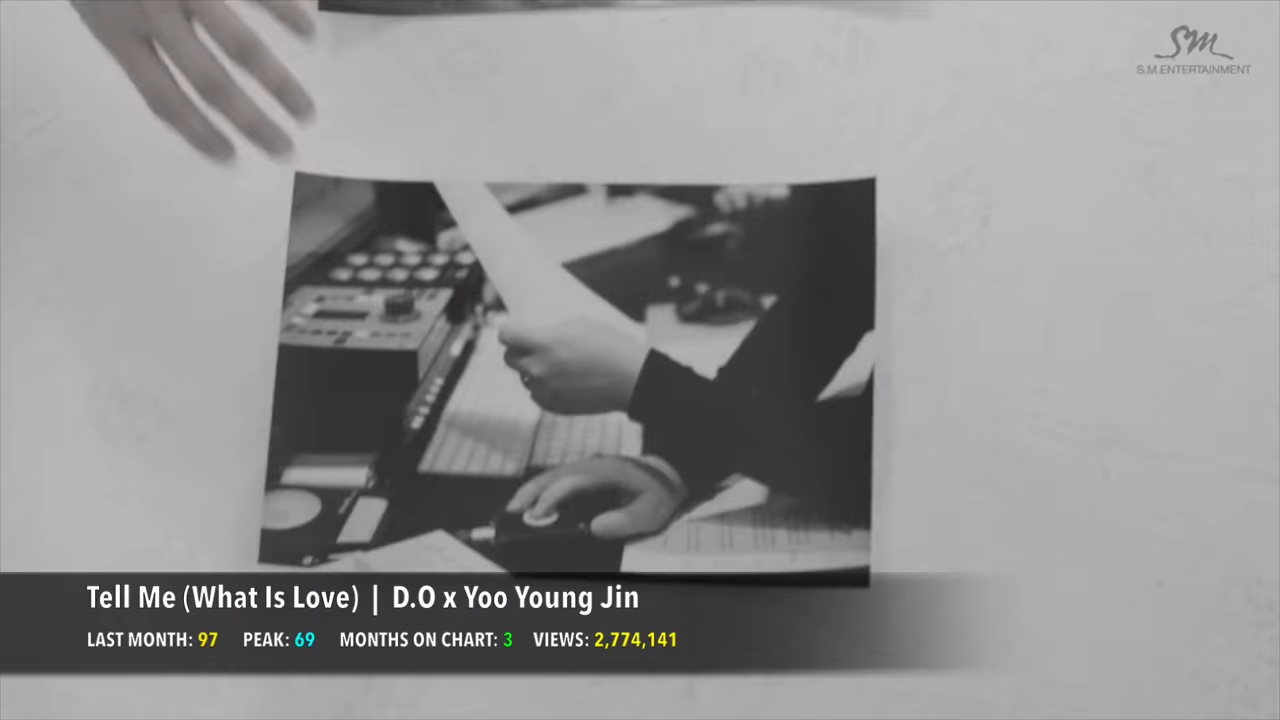 SM
S.M.ENTERTAINMENT
Tell Me (What Is Love) | D.O x Yoo Young Jin
LAST MONTH: 97 PEAK: 69 MONTHS ON CHART: 3 VIEWS: 2,774,141